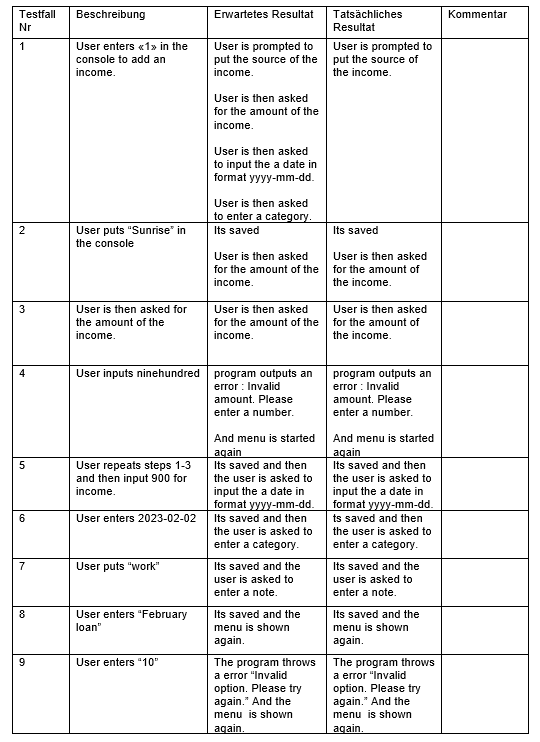 Testfall Nr
Beschreibung
Erwartetes Resultat
Tatsächliches Resultat
Kommentar
1
User enters «1» in the
console to add an
income.
User is prompted to
put the source of the
income.
User is then asked
for the amount of the
income.
User is then asked
to input the a date in
format yyyy-mm-dd.
User is then asked
to enter a category.
User is prompted to
put the source of
the income.
2
User puts “Sunrise” in
the console
Its saved
User is then asked
for the amount of the
income.
Its saved
User is then asked
for the amount of
the income.
3
User is then asked for
the amount of the
income.
User is then asked
for the amount of the
income.
User is then asked
for the amount of
the income.
4
User inputs ninehundred
program outputs an
error : Invalid
amount. Please
enter a number.
And menu is started
again
program outputs an
error : Invalid
amount. Please
enter a number.
And menu is started
again
5
User repeats steps 1-3
and then input 900 for
income.
Its saved and then
the user is asked to
input the a date in
format yyyy-mm-dd.
Its saved and then
the user is asked to
input the a date in
format yyyy-mm-dd.
6
User enters 2023-02-02
Its saved and then
the user is asked to
enter a category.
ts saved and then
the user is asked to
enter a category.
7
User puts “work”
Its saved and the
user is asked to
enter a note.
Its saved and the
user is asked to
enter a note.
8
User enters “February
loan”
Its saved and the
menu is shown
again.
Its saved and the
menu is shown
again.
9
User enters “10”
The program throws
a error “Invalid
option. Please try
again.” And the
menu  is shown
again.
The program throws
a error “Invalid
option. Please try
again.” And the
menu  is shown
again.